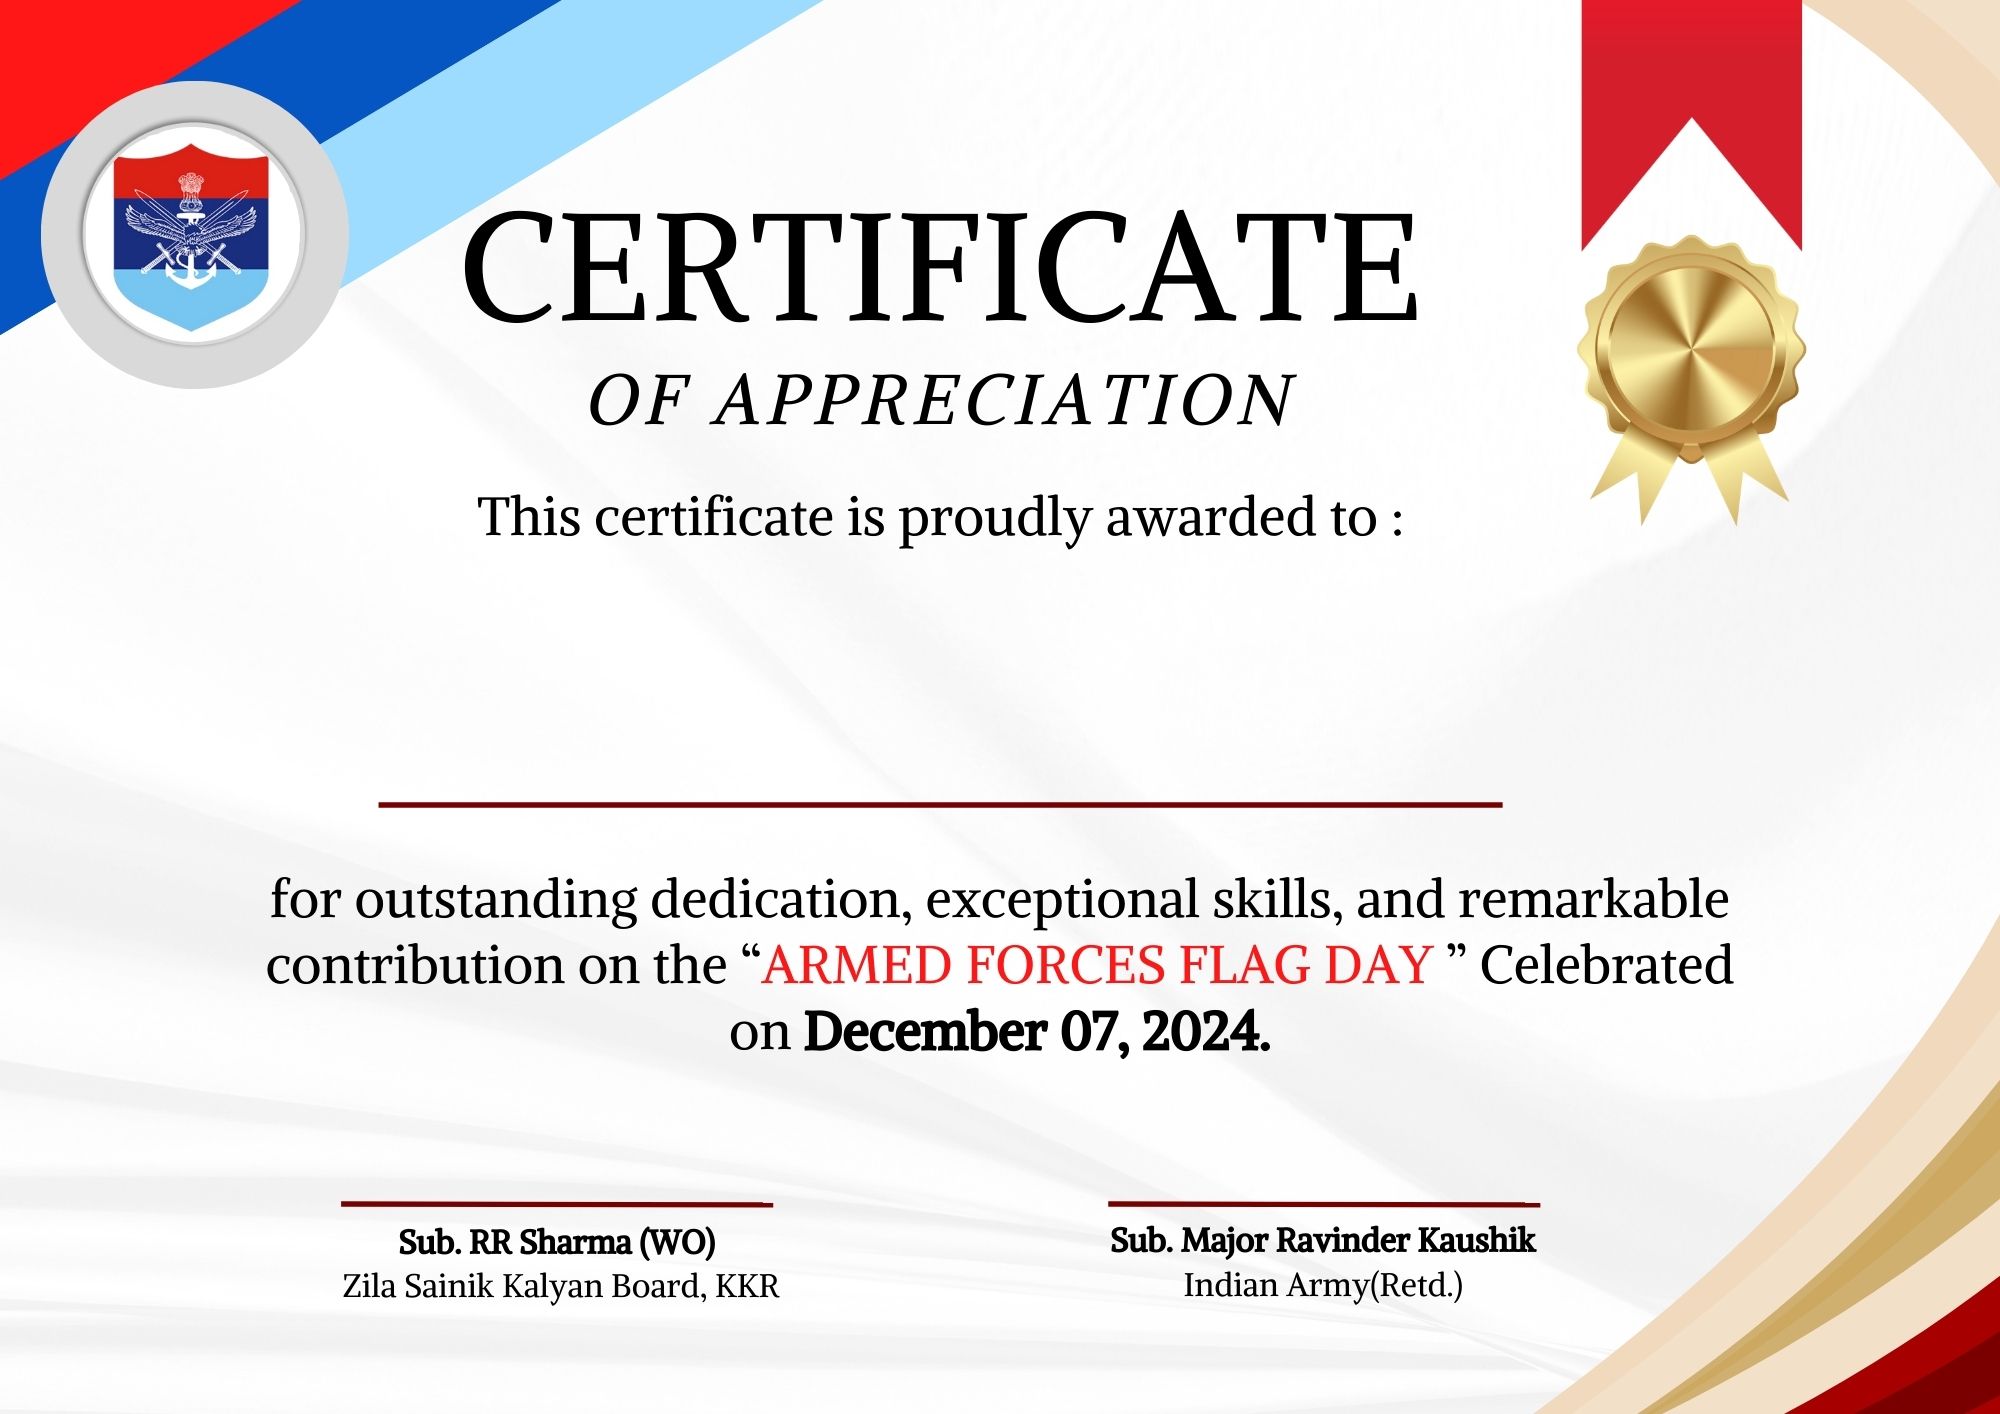 CERTIFICATE
OF APPRECIATION
This certificate is proudly awarded to :
for outstanding dedication, exceptional skills, and remarkable
contribution on the “ARMED FORCES FLAG DAY ” Celebrated
on December 07, 2024.
Sub. RR Sharma (WO)
Zila Sainik Kalyan Board, KKR
Sub. Major Ravinder Kaushik
Indian Army(Retd.)